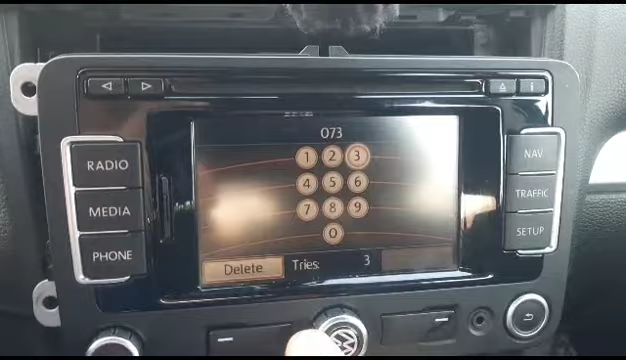 073
RADIO
MEDIA
PHONE
1 2 3
4 5 6
7 8 9
0
Delete
Tries: 3
NAV
TRAFFIC
SETUP